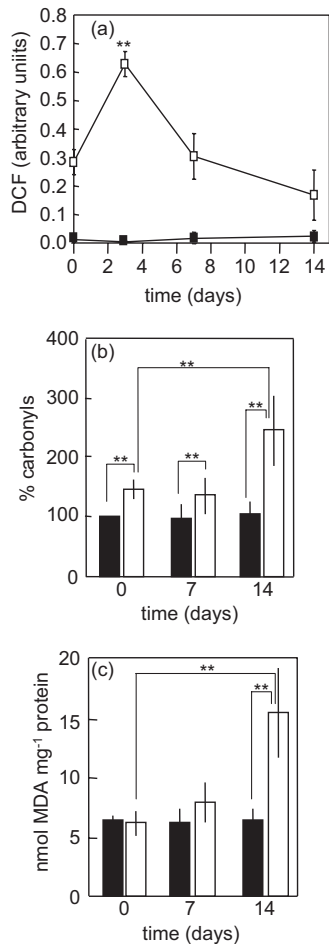 (a)
**
DCF (arbitrary uniits)
0.8
0.7
0.6
0.5
0.4
0.3
0.2
0.1
0.0
0 2 4 6 8 10 12 14
time (days)
(b)
% carbonyls
400
300
200
100
0
**
**
**
**
0 7 14
time (days)
(c)
nmol MDA mg⁻¹ protein
20
15
10
5
0
**
**
0 7 14
time (days)